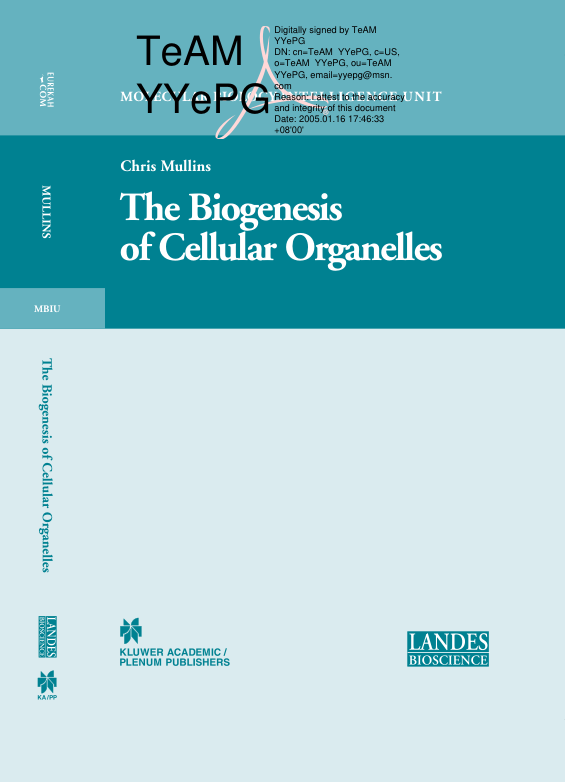 TeAM
YYePG
Digitally signed by TeAM
YYePG
DN: cn=TeAM YYePG, c=US,
o=TeAM YYePG, ou=TeAM
YYePG, email=yyepg@msn.
com
Reason: I attest to the accuracy
and integrity of this document
Date: 2005.01.16 17:46:33
+08'00'
MOLECULAR BIOLOGY INTELLIGENCE UNIT
EUREKAH
COM
Chris Mullins
The Biogenesis
of Cellular Organelles
MULLINS
MBIU
The Biogenesis of Cellular Organelles
LANDES
BIOSCIENCE
KA/PP
KLUWER ACADEMIC /
PLENUM PUBLISHERS
LANDES
BIOSCIENCE